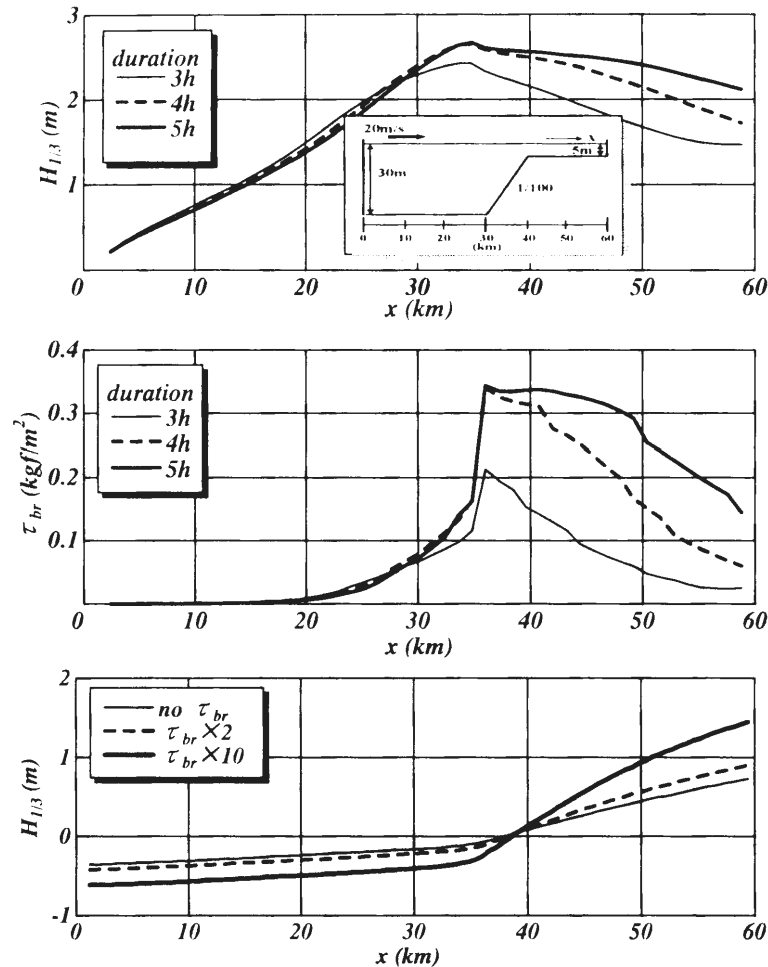 3
2
1
H1/3 (m)
duration
3h
4h
5h
20m/s
x
5m
30m
1/100
0 10 20 30 40 50 60
(km)
0 10 20 30 40 50 60
x (km)
0.4
0.3
0.2
0.1
τbr (kgf/m²)
duration
3h
4h
5h
0 10 20 30 40 50 60
x (km)
2
1
0
-1
H1/3 (m)
no τbr
τbr×2
τbr×10
0 10 20 30 40 50 60
x (km)